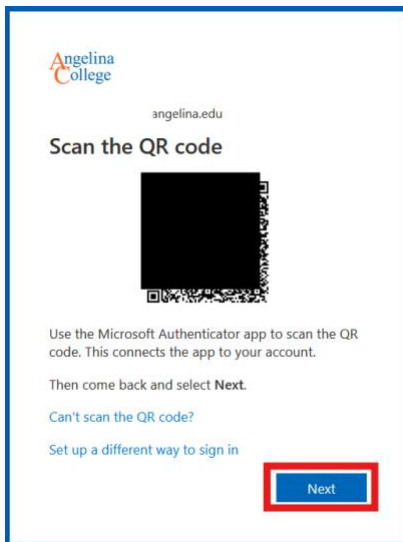 Angelina
College
angelina.edu
Scan the QR code
Use the Microsoft Authenticator app to scan the QR
code. This connects the app to your account.
Then come back and select Next.
Can't scan the QR code?
Set up a different way to sign in
Next